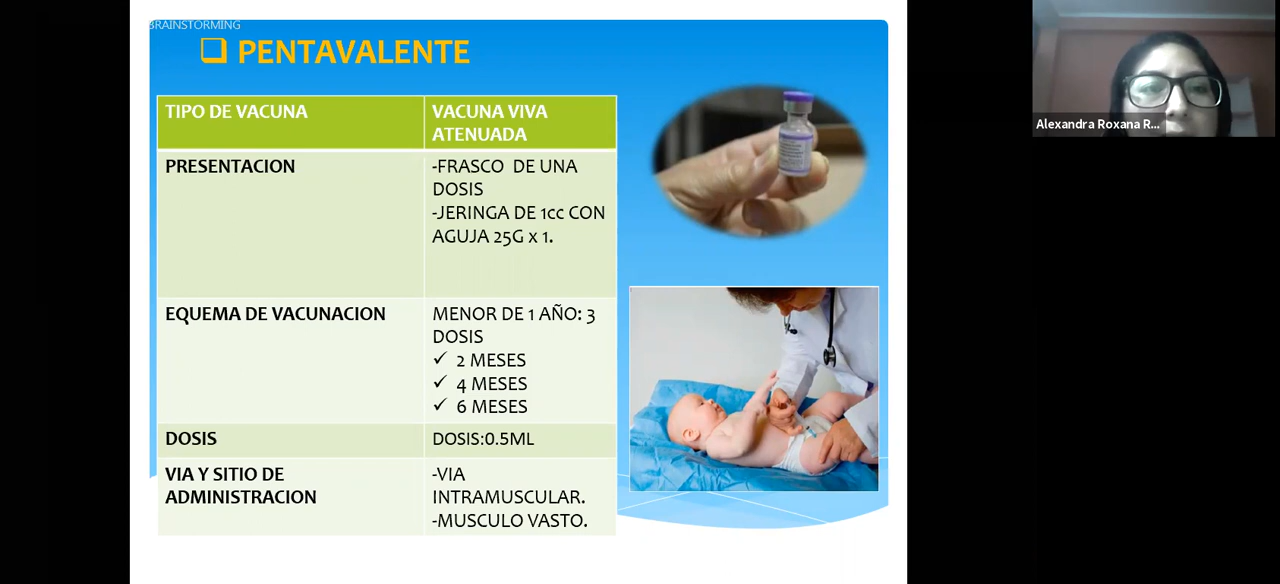 BRAINSTORMING
PENTAVALENTE
TIPO DE VACUNA
VACUNA VIVA
ATENUADA
PRESENTACION
-FRASCO DE UNA
DOSIS
-JERINGA DE 1cc CON
AGUJA 25G x 1.
EQUEMA DE VACUNACION
MENOR DE 1 AÑO: 3
DOSIS
✓ 2 MESES
✓ 4 MESES
✓ 6 MESES
DOSIS
DOSIS:0.5ML
VIA Y SITIO DE
ADMINISTRACION
-VIA
INTRAMUSCULAR.
-MUSCULO VASTO.
Alexandra Roxana R...